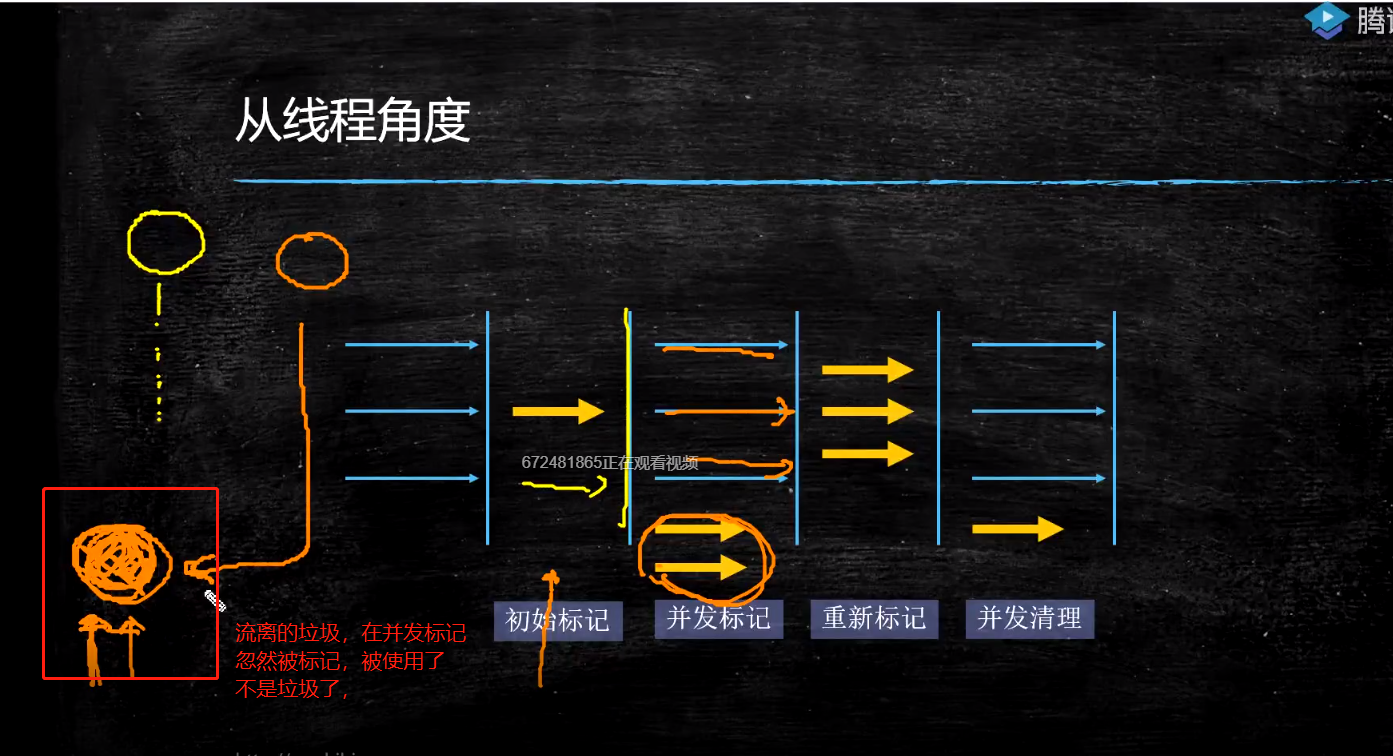 腾
从线程角度
672481865正在观看视频
初始标记
并发标记
重新标记
并发清理
流离的垃圾，在并发标记
忽然被标记，被使用了
不是垃圾了，